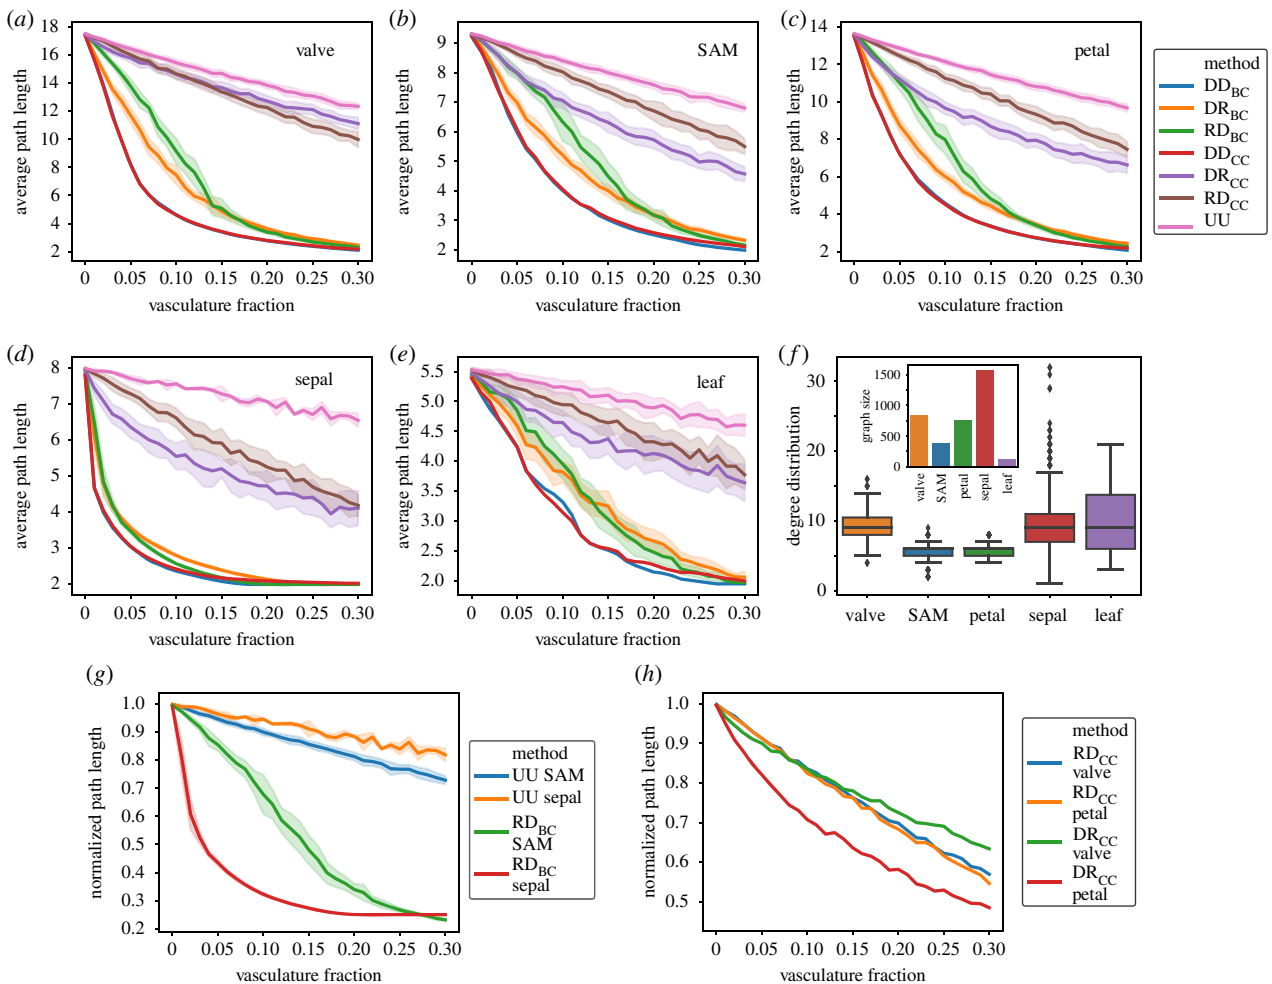 (a)
valve
average path length
18
16
14
12
10
8
6
4
2
0 0.05 0.10 0.15 0.20 0.25 0.30
vasculature fraction
(b)
SAM
average path length
9
8
7
6
5
4
3
2
0 0.05 0.10 0.15 0.20 0.25 0.30
vasculature fraction
(c)
petal
average path length
14
12
10
8
6
4
2
0 0.05 0.10 0.15 0.20 0.25 0.30
vasculature fraction
method
DD_BC
DR_BC
RD_BC
DD_CC
DR_CC
RD_CC
UU
(d)
sepal
average path length
8
7
6
5
4
3
2
0 0.05 0.10 0.15 0.20 0.25 0.30
vasculature fraction
(e)
leaf
average path length
5.5
5.0
4.5
4.0
3.5
3.0
2.5
2.0
0 0.05 0.10 0.15 0.20 0.25 0.30
vasculature fraction
(f)
degree distribution
30
20
10
0
graph size
1500
1000
500
0
valve
SAM
petal
sepal
leaf
valve SAM petal sepal leaf
(g)
normalized path length
1.0
0.9
0.8
0.7
0.6
0.5
0.4
0.3
0.2
0 0.05 0.10 0.15 0.20 0.25 0.30
vasculature fraction
method
UU SAM
UU sepal
RD_BC
SAM
RD_BC
sepal
(h)
normalized path length
1.0
0.9
0.8
0.7
0.6
0.5
0 0.05 0.10 0.15 0.20 0.25 0.30
vasculature fraction
method
RD_CC
valve
RD_CC
petal
DR_CC
valve
DR_CC
petal